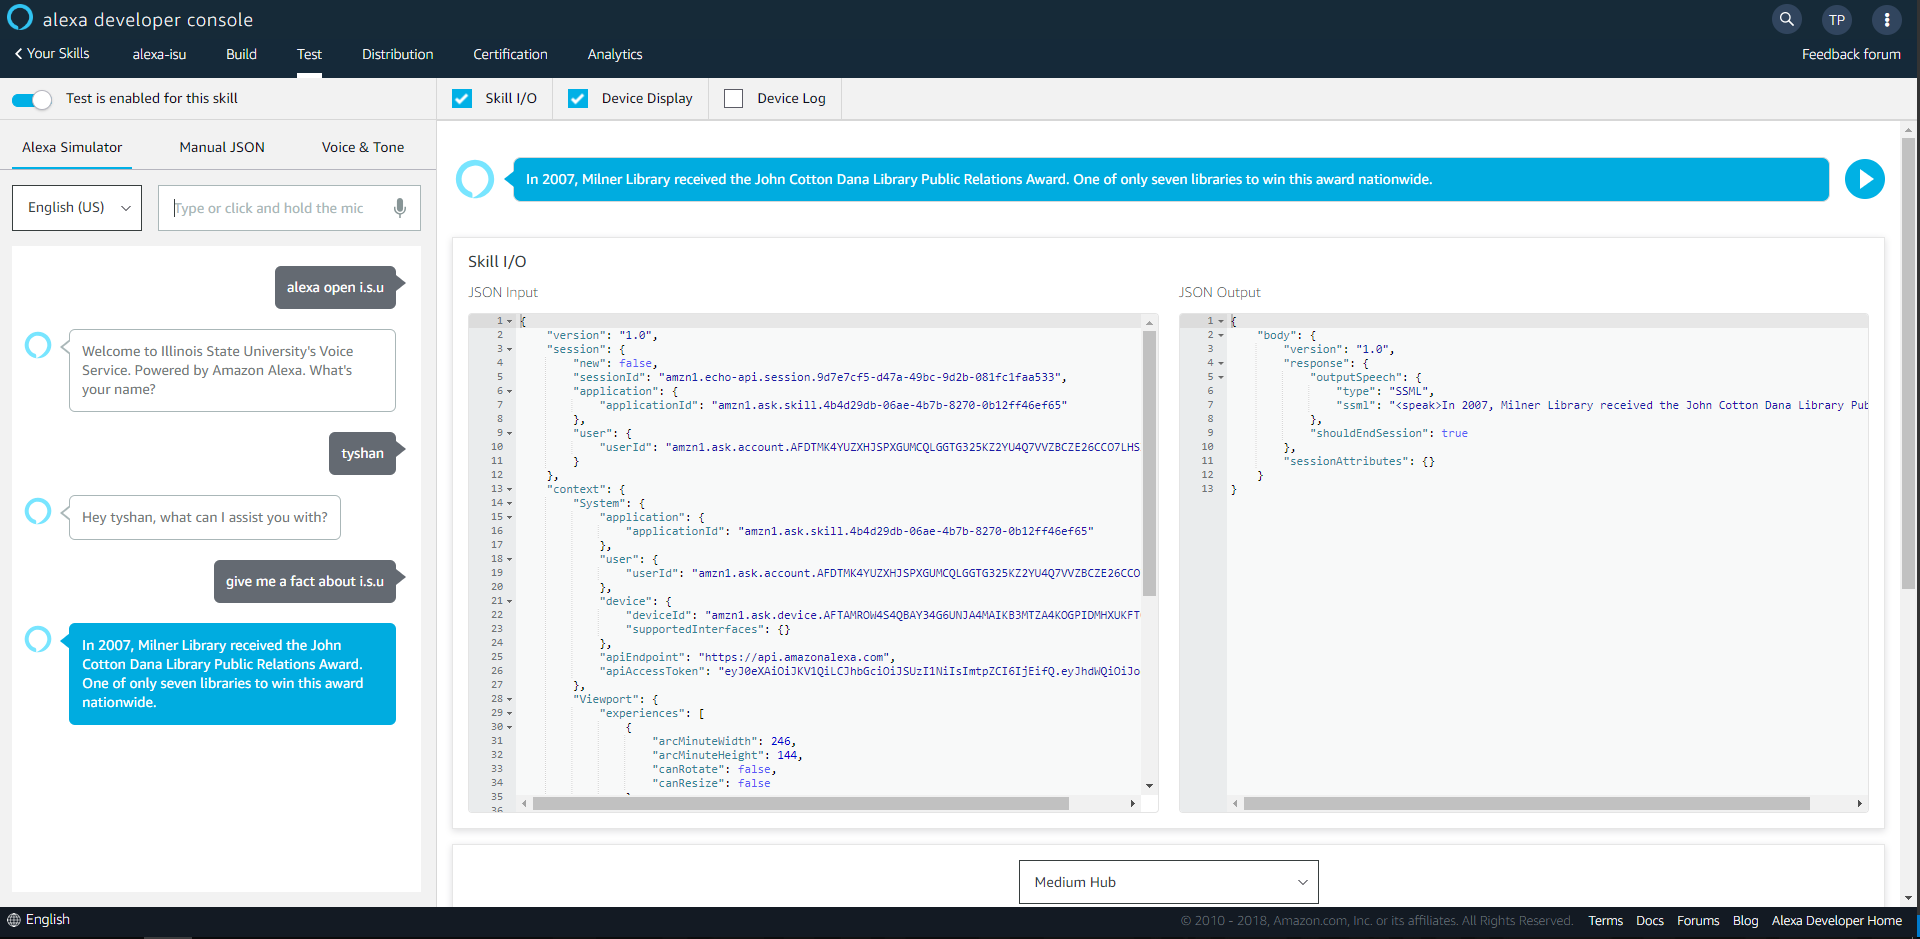 alexa developer console
TP
Your Skills
alexa-isu
Build
Test
Distribution
Certification
Analytics
Feedback forum
Test is enabled for this skill
Skill I/O
Device Display
Device Log
Alexa Simulator
Manual JSON
Voice & Tone
English (US)
Type or click and hold the mic
alexa open i.s.u
Welcome to Illinois State University's Voice
Service. Powered by Amazon Alexa. What's
your name?
tyshan
Hey tyshan, what can I assist you with?
give me a fact about i.s.u
In 2007, Milner Library received the John
Cotton Dana Library Public Relations Award.
One of only seven libraries to win this award
nationwide.
In 2007, Milner Library received the John Cotton Dana Library Public Relations Award. One of only seven libraries to win this award nationwide.
Skill I/O
JSON Input
1 {
2 "version": "1.0",
3 "session": {
4 "new": false,
5 "sessionId": "amzn1.echo-api.session.9d7e7cf5-d47a-49bc-9d2b-081fc1faa533",
6 "application": {
7 "applicationId": "amzn1.ask.skill.4b4d29db-06ae-4b7b-8270-0b12ff46ef65"
8 },
9 "user": {
10 "userId": "amzn1.ask.account.AFDTMK4YUZXHJSPXGUMCQLGGTG325KZ2YU4Q7VVZBCZE26CCO7LHS
11 }
12 },
13 "context": {
14 "System": {
15 "application": {
16 "applicationId": "amzn1.ask.skill.4b4d29db-06ae-4b7b-8270-0b12ff46ef65"
17 },
18 "user": {
19 "userId": "amzn1.ask.account.AFDTMK4YUZXHJSPXGUMCQLGGTG325KZ2YU4Q7VVZBCZE26CCO
20 },
21 "device": {
22 "deviceId": "amzn1.ask.device.AFTAMROW4S4QBAY34G6UNJA4MAIKB3MTZA4KOGPIDMHXUKFT
23 "supportedInterfaces": {}
24 },
25 "apiEndpoint": "https://api.amazonalexa.com",
26 "apiAccessToken": "eyJ0eXAiOiJKV1QiLCJhbGciOiJSUzI1NiIsImtpZCI6IjEifQ.eyJhdWQiOiJo
27 },
28 "Viewport": {
29 "experiences": [
30 {
31 "arcMinuteWidth": 246,
32 "arcMinuteHeight": 144,
33 "canRotate": false,
34 "canResize": false
35
36
JSON Output
1 {
2 "body": {
3 "version": "1.0",
4 "response": {
5 "outputSpeech": {
6 "type": "SSML",
7 "ssml": "<speak>In 2007, Milner Library received the John Cotton Dana Library Pub
8 },
9 "shouldEndSession": true
10 },
11 "sessionAttributes": {}
12 }
13 }
Medium Hub
English
© 2010 - 2018, Amazon.com, Inc. or its affiliates. All Rights Reserved.
Terms
Docs
Forums
Blog
Alexa Developer Home